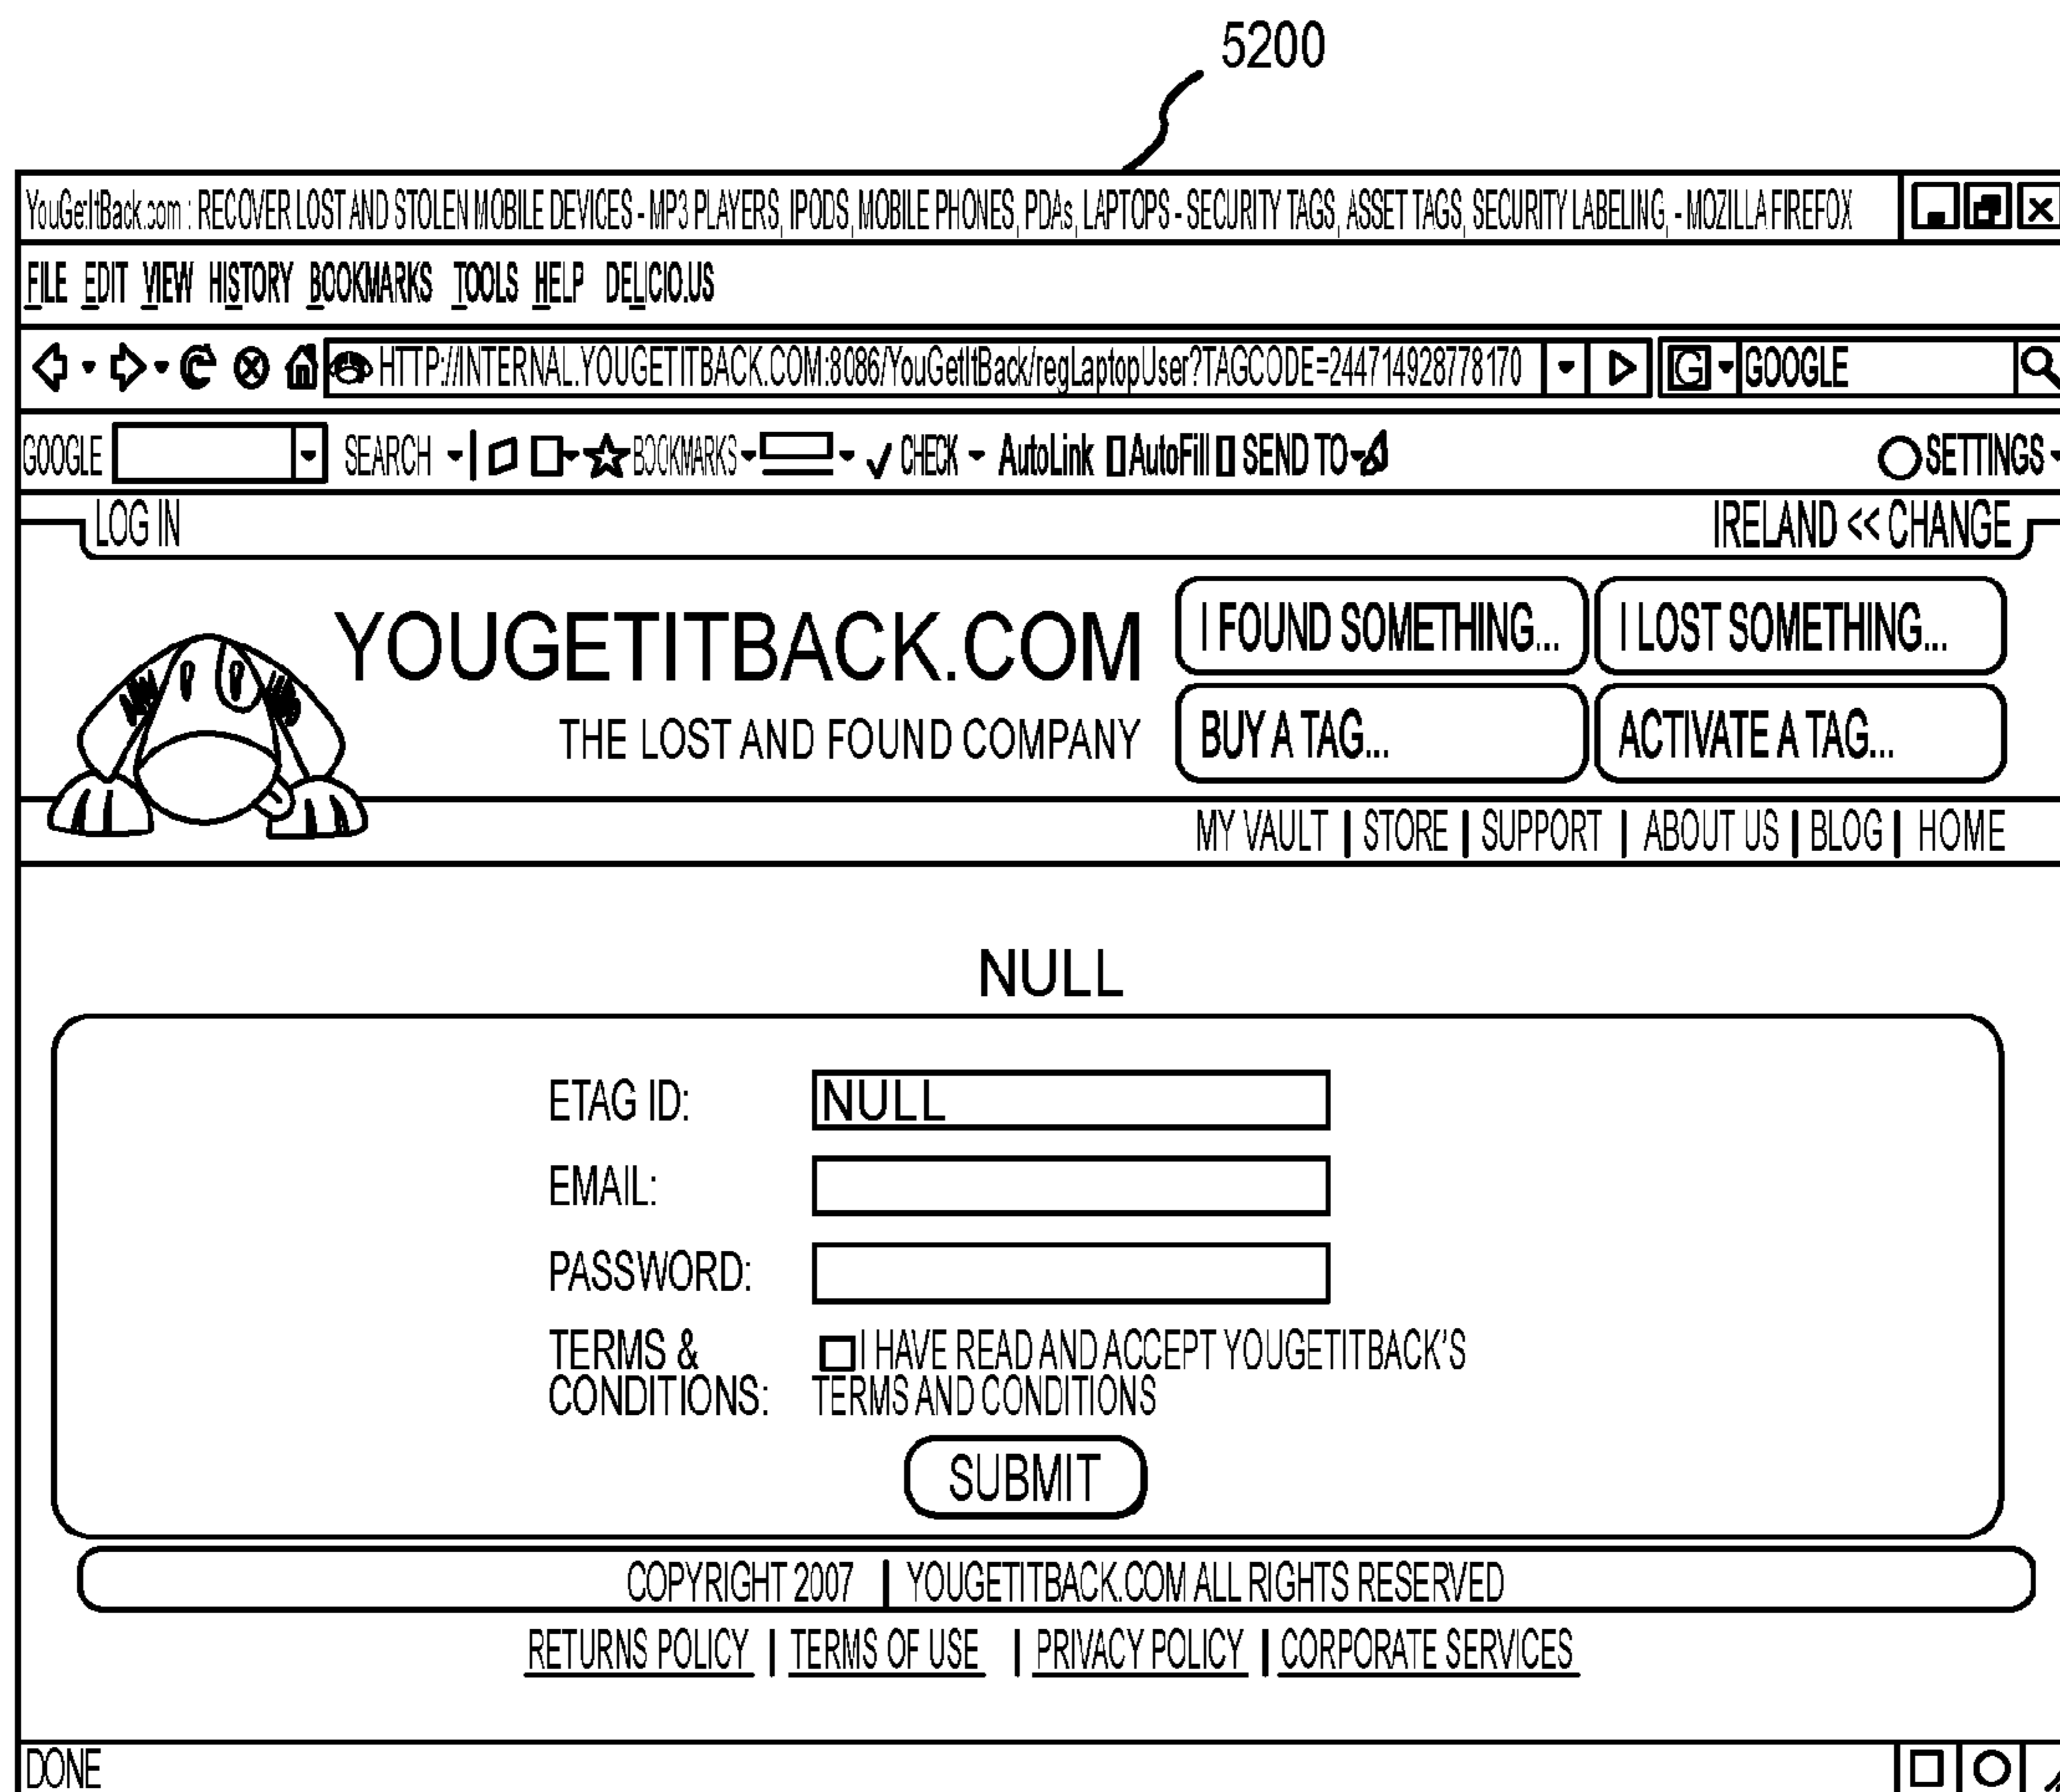 5200
YouGetItBack.com : RECOVER LOST AND STOLEN MOBILE DEVICES - MP3 PLAYERS, IPODS, MOBILE PHONES, PDAs, LAPTOPS - SECURITY TAGS, ASSET TAGS, SECURITY LABELING, - MOZILLA FIREFOX
FILE EDIT VIEW HISTORY BOOKMARKS TOOLS HELP DELICIO.US
HTTP://INTERNAL.YOUGETITBACK.COM:8086/YouGetItBack/regLaptopUser?TAGCODE=244714928778170 G GOOGLE
GOOGLE SEARCH BOOKMARKS CHECK AutoLink AutoFill SEND TO SETTINGS
LOG IN IRELAND << CHANGE
YOUGETITBACK.COM
THE LOST AND FOUND COMPANY
I FOUND SOMETHING... I LOST SOMETHING...
BUY A TAG... ACTIVATE A TAG...
MY VAULT | STORE | SUPPORT | ABOUT US | BLOG | HOME
NULL
ETAG ID: NULL
EMAIL:
PASSWORD:
TERMS & CONDITIONS: I HAVE READ AND ACCEPT YOUGETITBACK'S
TERMS AND CONDITIONS
SUBMIT
COPYRIGHT 2007 | YOUGETITBACK.COM ALL RIGHTS RESERVED
RETURNS POLICY | TERMS OF USE | PRIVACY POLICY | CORPORATE SERVICES
DONE